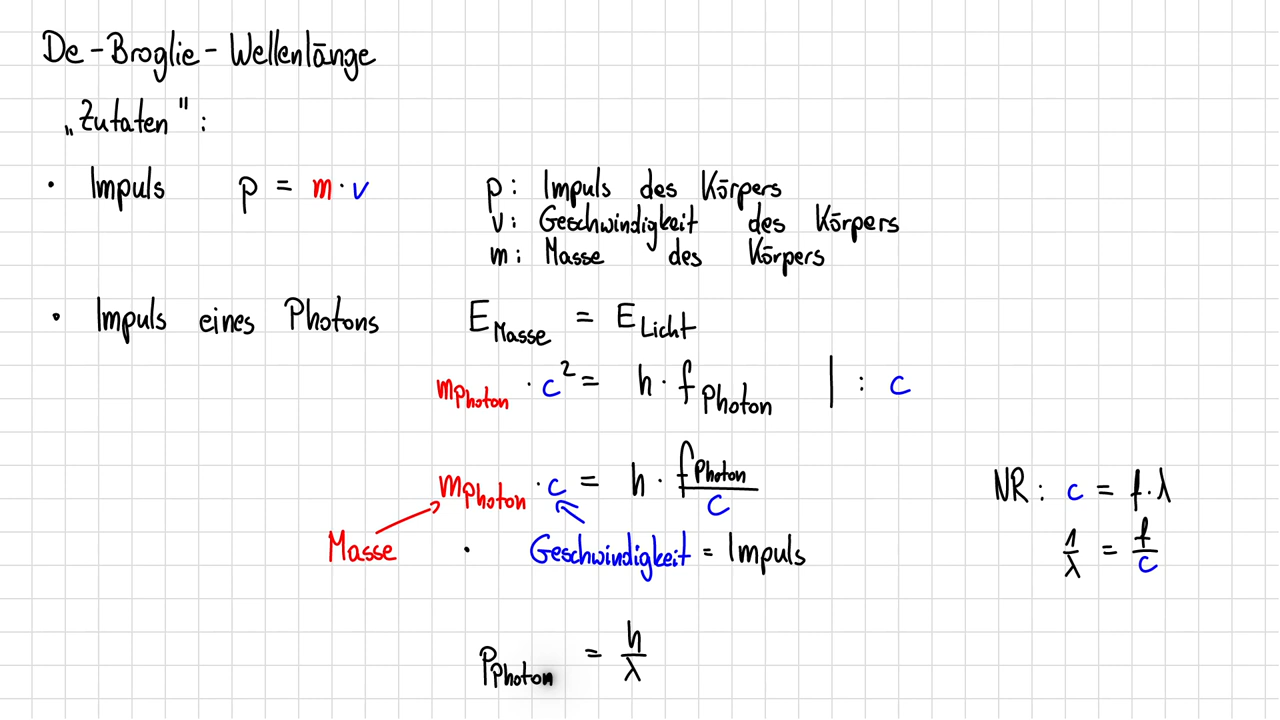 De-Broglie-Wellenlänge
„Zutaten":
• Impuls p = m · v p: Impuls des Körpers
v: Geschwindigkeit des Körpers
m: Masse des Körpers
• Impuls eines Photons E_Masse = E_Licht
m_Photon · c² = h · f_Photon | : c
m_Photon · c = h · f_Photon/c NR: c = f · λ
Masse · Geschwindigkeit = Impuls 1/λ = f/c
p_Photon = h/λ